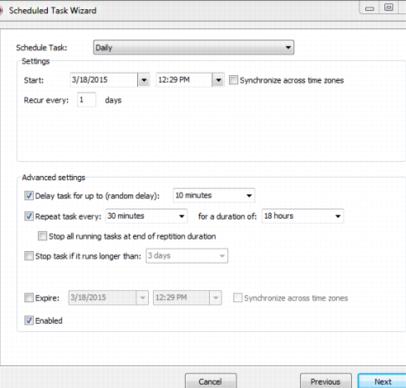 Scheduled Task Wizard
Schedule Task: Daily
Settings
Start: 3/18/2015 12:29 PM Synchronize across time zones
Recur every: 1 days
Advanced settings
Delay task for up to (random delay): 10 minutes
Repeat task every: 30 minutes for a duration of: 18 hours
Stop all running tasks at end of reptition duration
Stop task if it runs longer than: 3 days
Expire: 3/18/2015 12:29 PM Synchronize across time zones
Enabled
Cancel Previous Next